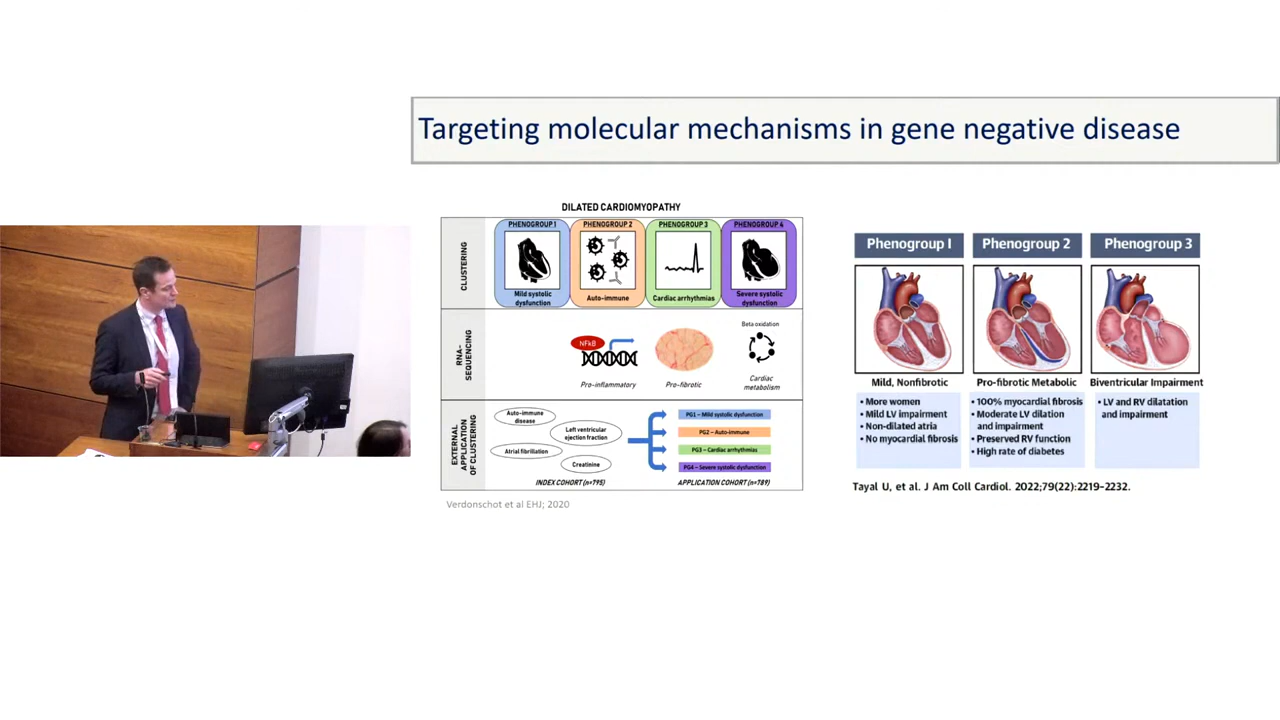 Targeting molecular mechanisms in gene negative disease
DILATED CARDIOMYOPATHY
CLUSTERING
PHENOGROUP 1
Mild systolic
dysfunction
PHENOGROUP 2
Auto-immune
PHENOGROUP 3
Cardiac arrhythmias
PHENOGROUP 4
Severe systolic
dysfunction
RNA-
SEQUENCING
NFkB
Pro-inflammatory
Pro-fibrotic
Beta oxidation
Cardiac
metabolism
EXTERNAL
APPLICATION
OF CLUSTERING
Auto-immune
disease
Left ventricular
ejection fraction
Atrial fibrillation
Creatinine
INDEX COHORT (n=795)
PG1 – Mild systolic dysfunction
PG2 – Auto-immune
PG3 – Cardiac arrhythmias
PG4 – Severe systolic dysfunction
APPLICATION COHORT (n=789)
Verdonschot et al EHJ; 2020
Phenogroup 1
Mild, Nonfibrotic
• More women
• Mild LV impairment
• Non-dilated atria
• No myocardial fibrosis
Phenogroup 2
Pro-fibrotic Metabolic
• 100% myocardial fibrosis
• Moderate LV dilation
and impairment
• Preserved RV function
• High rate of diabetes
Phenogroup 3
Biventricular Impairment
• LV and RV dilatation
and impairment
Tayal U, et al. J Am Coll Cardiol. 2022;79(22):2219–2232.